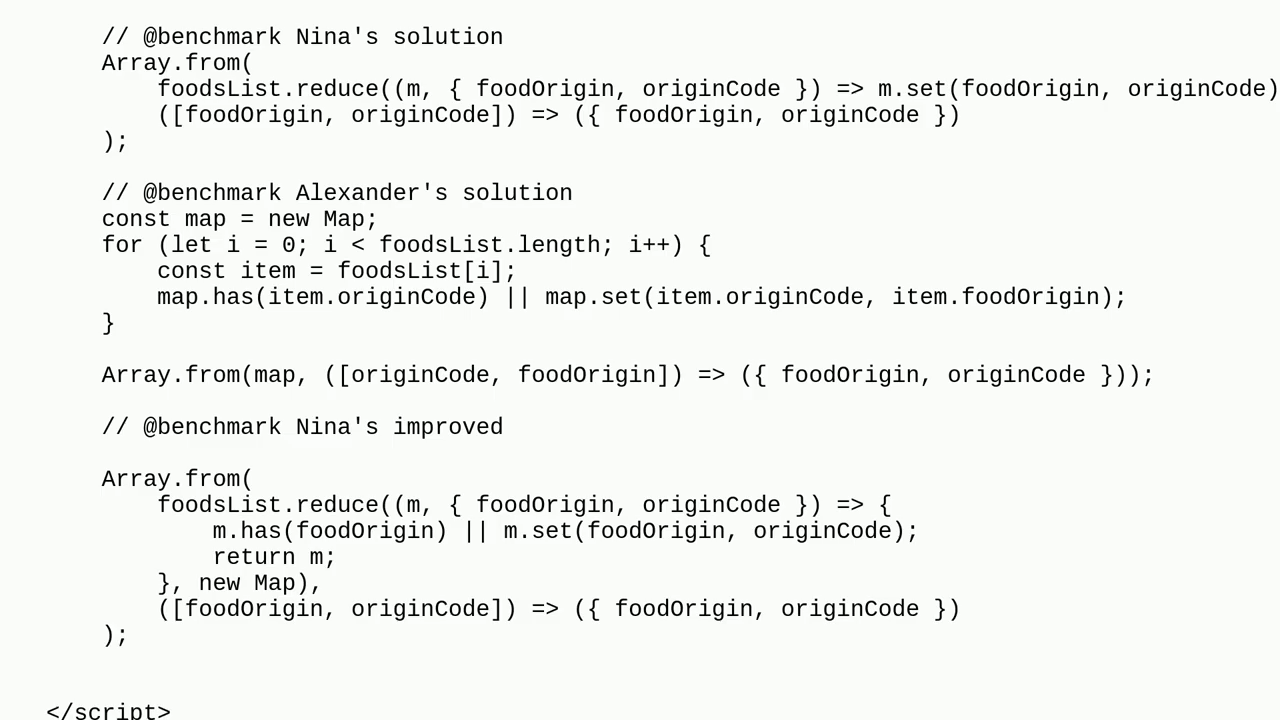 // @benchmark Nina's solution
Array.from(
foodsList.reduce((m, { foodOrigin, originCode }) => m.set(foodOrigin, originCode)
([foodOrigin, originCode]) => ({ foodOrigin, originCode })
);
// @benchmark Alexander's solution
const map = new Map;
for (let i = 0; i < foodsList.length; i++) {
const item = foodsList[i];
map.has(item.originCode) || map.set(item.originCode, item.foodOrigin);
}
Array.from(map, ([originCode, foodOrigin]) => ({ foodOrigin, originCode }));
// @benchmark Nina's improved
Array.from(
foodsList.reduce((m, { foodOrigin, originCode }) => {
m.has(foodOrigin) || m.set(foodOrigin, originCode);
return m;
}, new Map),
([foodOrigin, originCode]) => ({ foodOrigin, originCode })
);
</script>